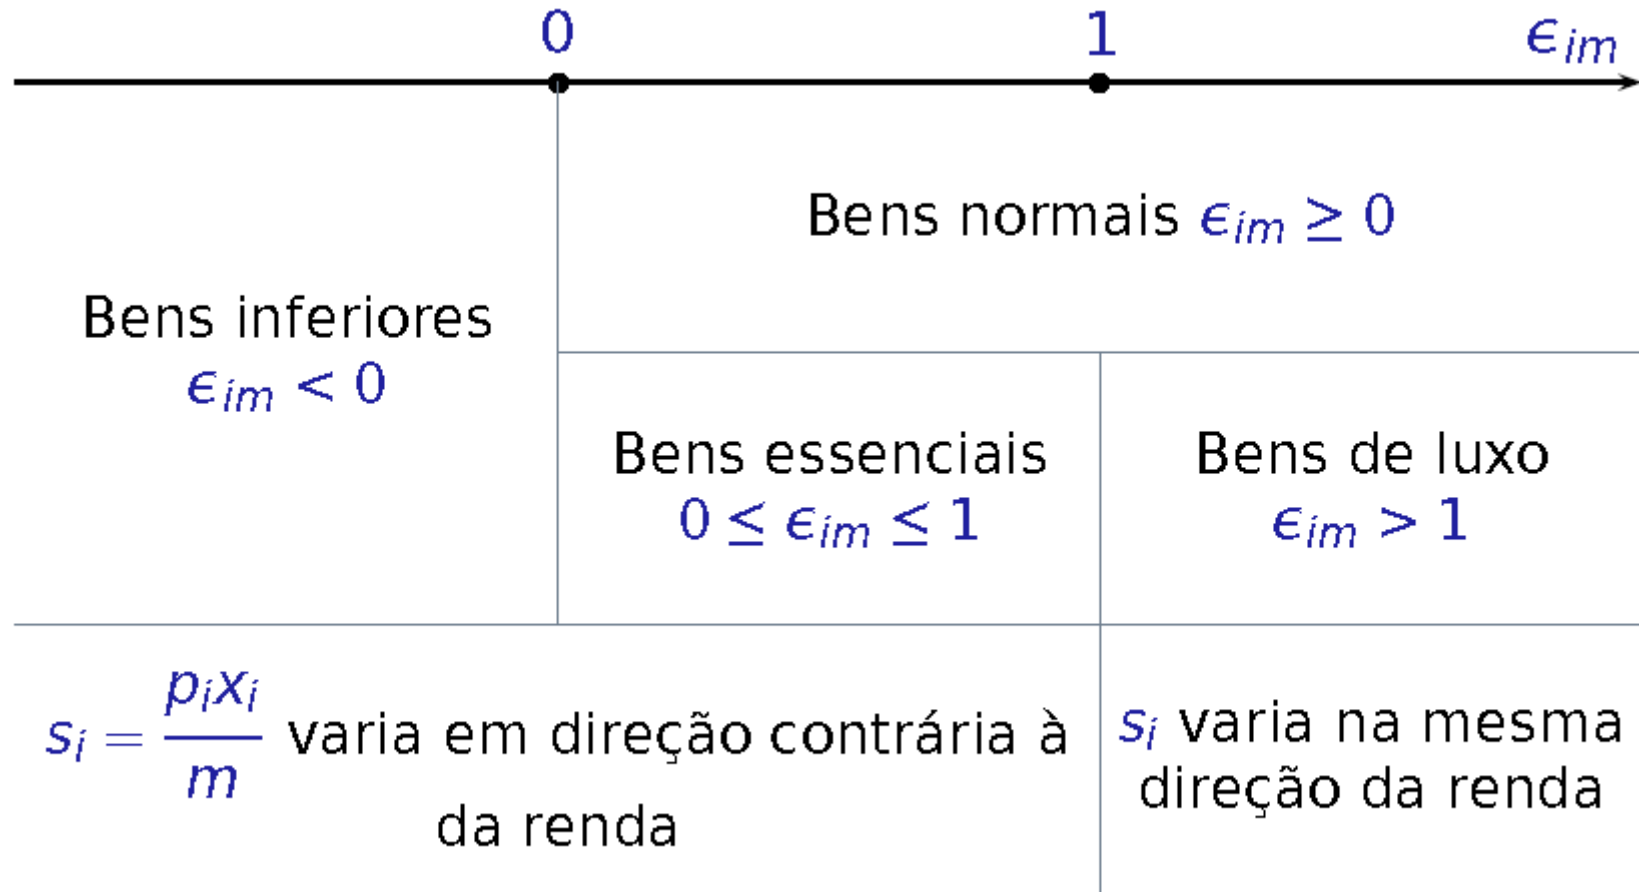 0 1 ϵim
Bens normais ϵim ≥ 0
Bens inferiores
ϵim < 0
Bens essenciais
0 ≤ ϵim ≤ 1
Bens de luxo
ϵim > 1
si = pixi/m varia em direção contrária à
da renda
si varia na mesma
direção da renda